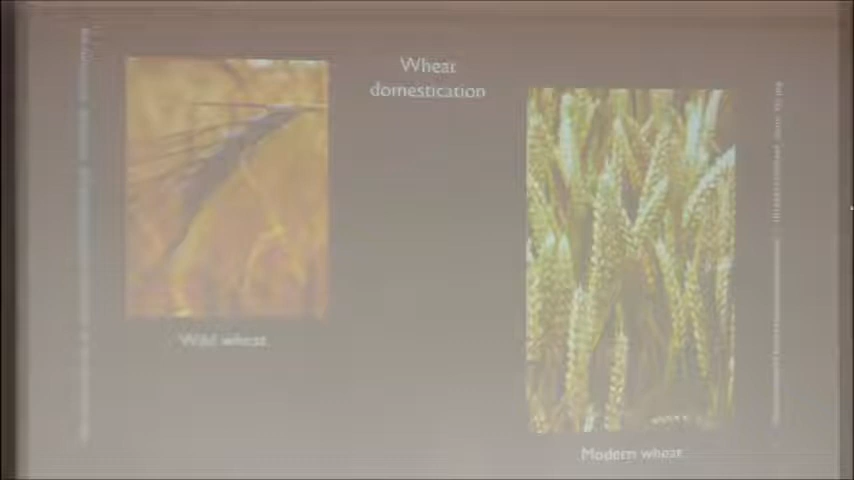 Wheat
domestication
Wild wheat
Modern wheat